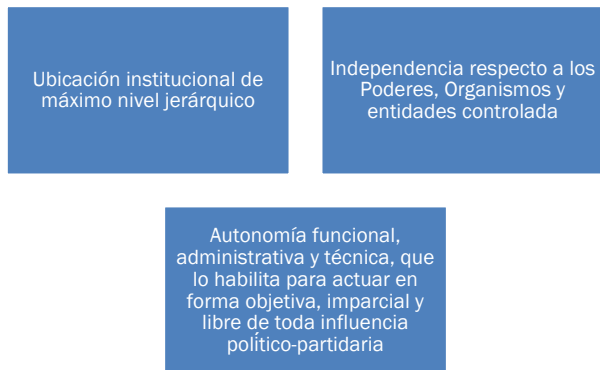 Ubicación institucional de
máximo nivel jerárquico
Independencia respecto a los
Poderes, Organismos y
entidades controlada
Autonomía funcional,
administrativa y técnica, que
lo habilita para actuar en
forma objetiva, imparcial y
libre de toda influencia
político-partidaria